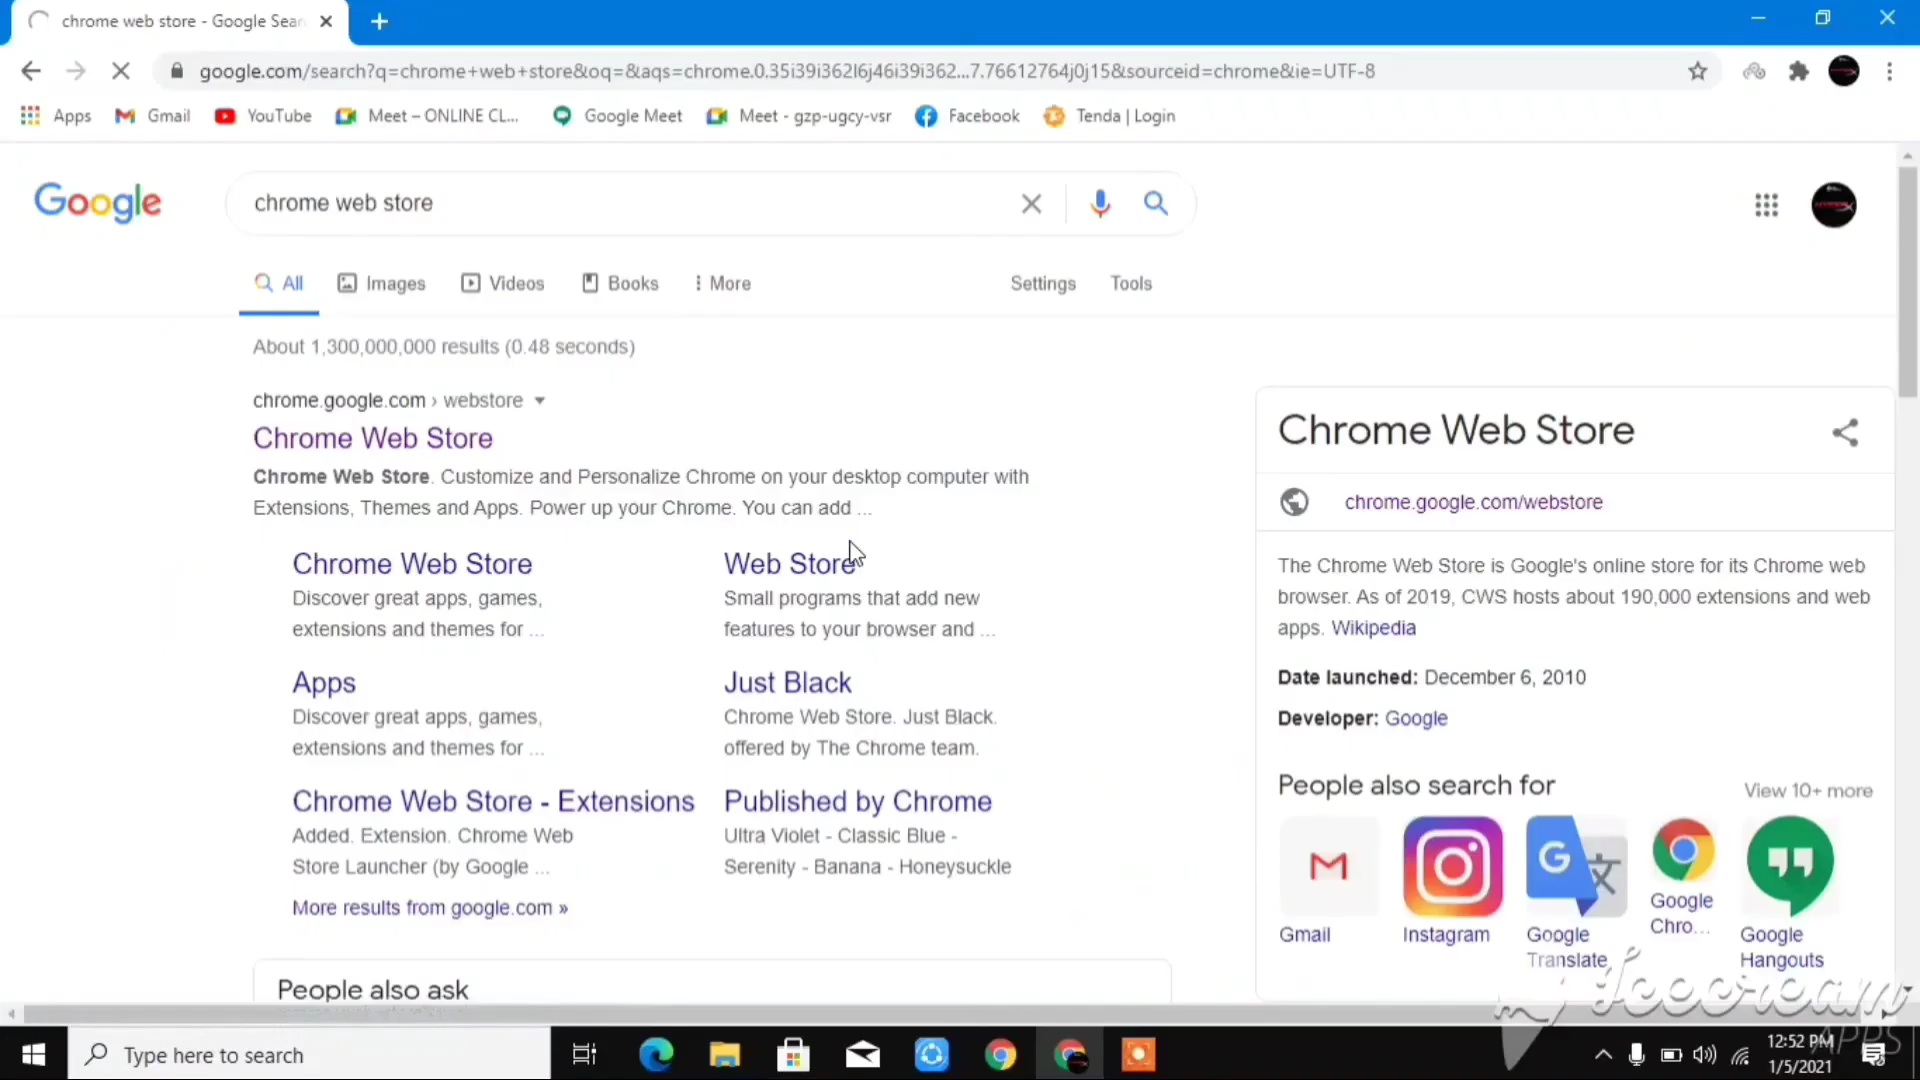 chrome web store - Google Sear
google.com/search?q=chrome+web+store&oq=&aqs=chrome.0.35i39i362l6j46i39i362...7.76612764j0j15&sourceid=chrome&ie=UTF-8
Apps Gmail YouTube Meet – ONLINE CL... Google Meet Meet - gzp-ugcy-vsr Facebook Tenda | Login
Google
chrome web store
All Images Videos Books More Settings Tools
About 1,300,000,000 results (0.48 seconds)
chrome.google.com › webstore
Chrome Web Store
Chrome Web Store. Customize and Personalize Chrome on your desktop computer with
Extensions, Themes and Apps. Power up your Chrome. You can add ...
Chrome Web Store
Discover great apps, games,
extensions and themes for ...
Web Store
Small programs that add new
features to your browser and ...
Apps
Discover great apps, games,
extensions and themes for ...
Just Black
Chrome Web Store. Just Black.
offered by The Chrome team.
Chrome Web Store - Extensions
Added. Extension. Chrome Web
Store Launcher (by Google ...
Published by Chrome
Ultra Violet - Classic Blue -
Serenity - Banana - Honeysuckle
More results from google.com »
People also ask
Chrome Web Store
chrome.google.com/webstore
The Chrome Web Store is Google's online store for its Chrome web
browser. As of 2019, CWS hosts about 190,000 extensions and web
apps. Wikipedia
Date launched: December 6, 2010
Developer: Google
People also search for
View 10+ more
Gmail
Instagram
Google
Translate
Google
Chro...
Google
Hangouts
Icecream
APPS
Type here to search
12:52 PM
1/5/2021